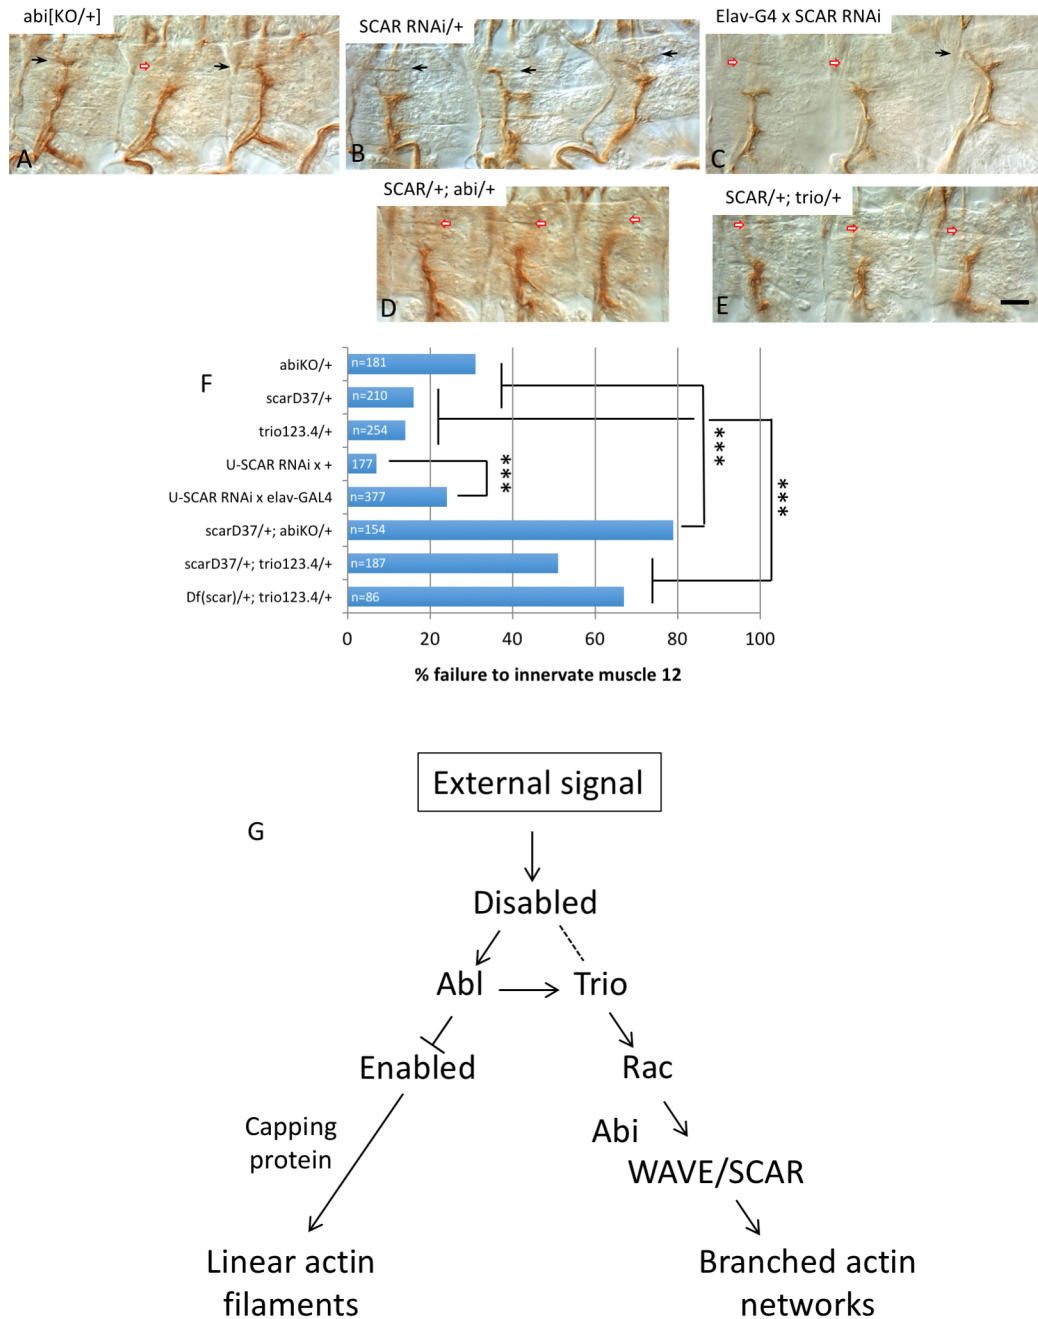 abi[KO/+]
SCAR RNAi/+
Elav-G4 x SCAR RNAi
A
B
C
SCAR/+; abi/+
SCAR/+; trio/+
D
E
F
abiKO/+
n=181
scarD37/+
n=210
trio123.4/+
n=254
U-SCAR RNAi x +
177
U-SCAR RNAi x elav-GAL4
n=377
scarD37/+; abiKO/+
n=154
scarD37/+; trio123.4/+
n=187
Df(scar)/+; trio123.4/+
n=86
***
***
***
0 20 40 60 80 100
% failure to innervate muscle 12
External signal
G
Disabled
Abl
Trio
Enabled
Rac
Capping
protein
Abi
WAVE/SCAR
Linear actin
filaments
Branched actin
networks